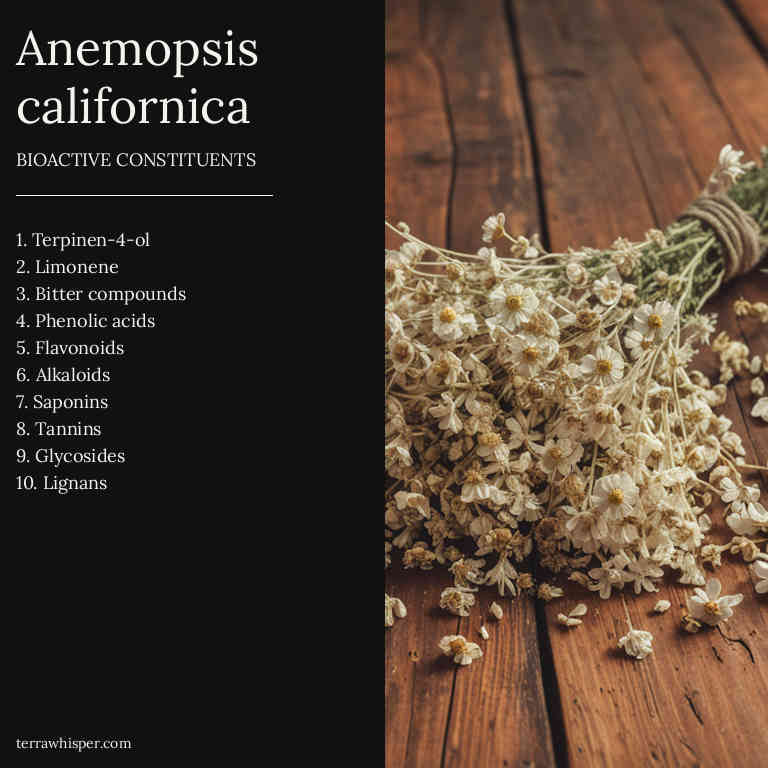 Anemopsis
californica
BIOACTIVE CONSTITUENTS
1. Terpinen-4-ol
2. Limonene
3. Bitter compounds
4. Phenolic acids
5. Flavonoids
6. Alkaloids
7. Saponins
8. Tannins
9. Glycosides
10. Lignans
terrawhisper.com